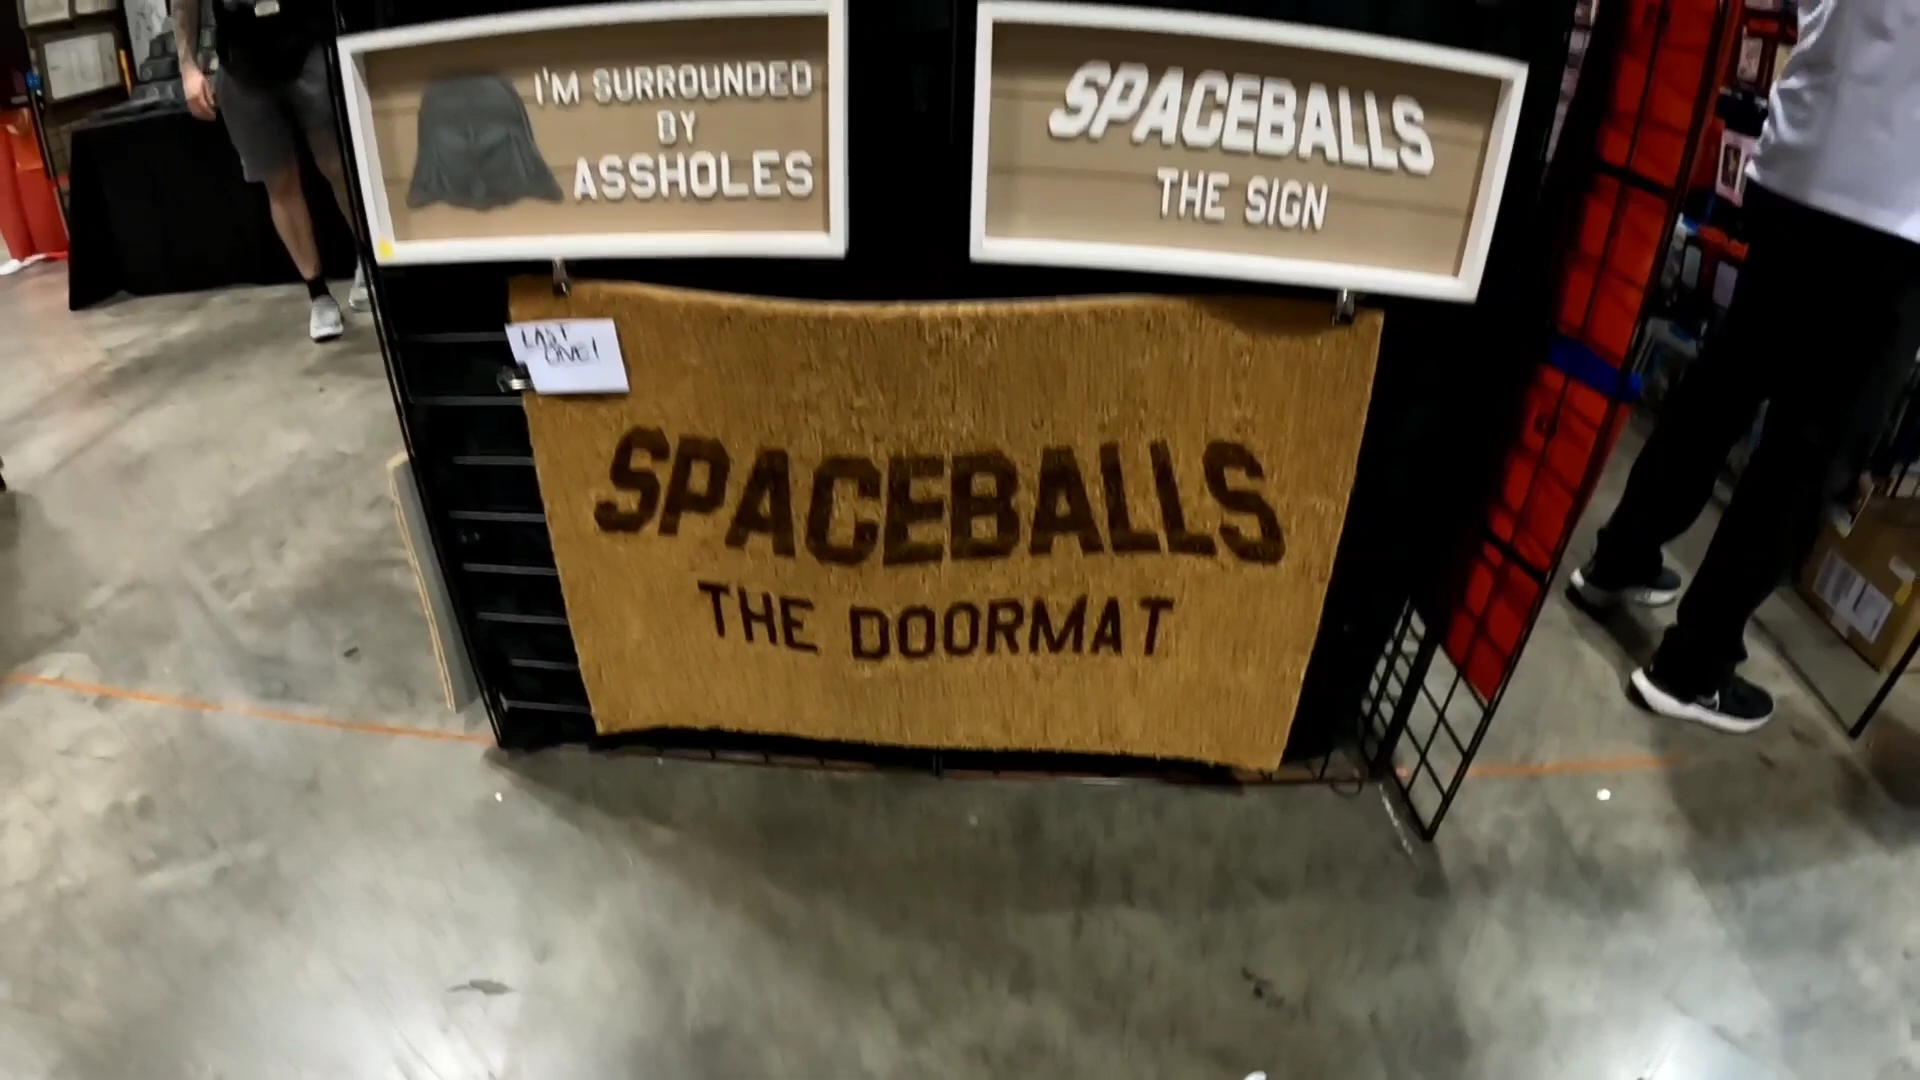 I'M SURROUNDED
BY
ASSHOLES
SPACEBALLS
THE SIGN
LAST
ONE!
SPACEBALLS
THE DOORMAT